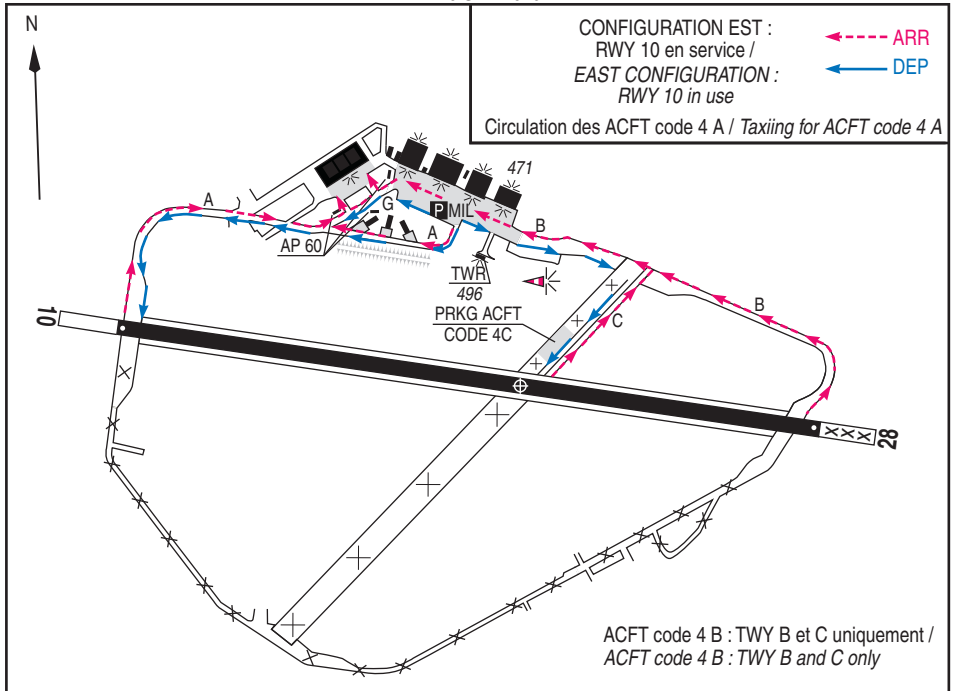 N
CONFIGURATION EST :
RWY 10 en service /
EAST CONFIGURATION :
RWY 10 in use
ARR
DEP
Circulation des ACFT code 4 A / Taxiing for ACFT code 4 A
471
A
G
P MIL
B
A
AP 60
TWR
496
PRKG ACFT
CODE 4C
C
B
10
28
ACFT code 4 B : TWY B et C uniquement /
ACFT code 4 B : TWY B and C only